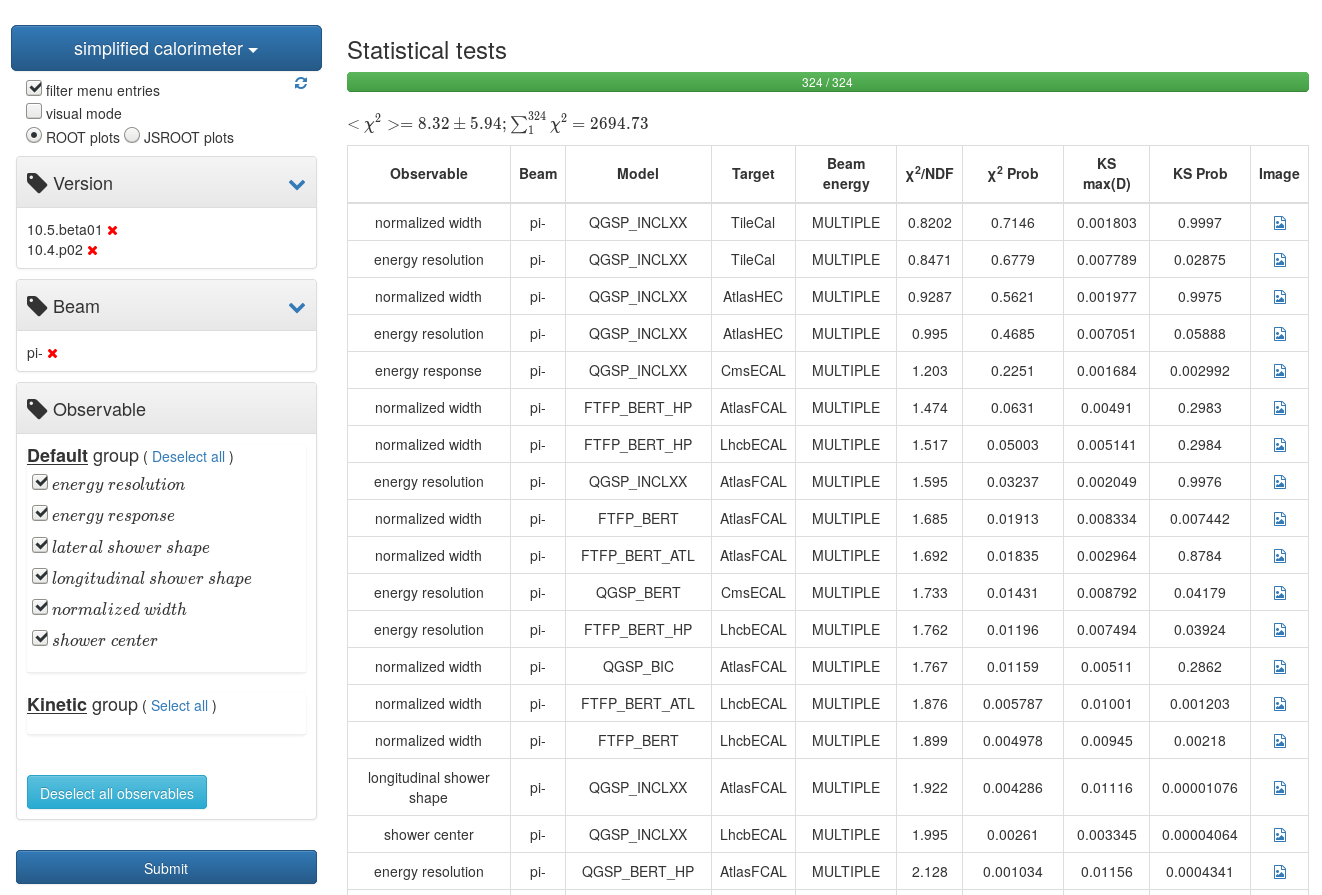 simplified calorimeter
filter menu entries
visual mode
ROOT plots JSROOT plots
Version
10.5.beta01
10.4.p02
Beam
pi-
Observable
Default group ( Deselect all )
energy resolution
energy response
lateral shower shape
longitudinal shower shape
normalized width
shower center
Kinetic group ( Select all )
Deselect all observables
Submit
Statistical tests
324 / 324
< χ² >= 8.32 ± 5.94; ∑₁³²⁴ χ² = 2694.73
Observable Beam Model Target Beam energy χ²/NDF χ² Prob KS max(D) KS Prob Image
normalized width pi- QGSP_INCLXX TileCal MULTIPLE 0.8202 0.7146 0.001803 0.9997
energy resolution pi- QGSP_INCLXX TileCal MULTIPLE 0.8471 0.6779 0.007789 0.02875
normalized width pi- QGSP_INCLXX AtlasHEC MULTIPLE 0.9287 0.5621 0.001977 0.9975
energy resolution pi- QGSP_INCLXX AtlasHEC MULTIPLE 0.995 0.4685 0.007051 0.05888
energy response pi- QGSP_INCLXX CmsECAL MULTIPLE 1.203 0.2251 0.001684 0.002992
normalized width pi- FTFP_BERT_HP AtlasFCAL MULTIPLE 1.474 0.0631 0.00491 0.2983
normalized width pi- FTFP_BERT_HP LhcbECAL MULTIPLE 1.517 0.05003 0.005141 0.2984
energy resolution pi- QGSP_INCLXX AtlasFCAL MULTIPLE 1.595 0.03237 0.002049 0.9976
normalized width pi- FTFP_BERT AtlasFCAL MULTIPLE 1.685 0.01913 0.008334 0.007442
normalized width pi- FTFP_BERT_ATL AtlasFCAL MULTIPLE 1.692 0.01835 0.002964 0.8784
energy resolution pi- QGSP_BERT CmsECAL MULTIPLE 1.733 0.01431 0.008792 0.04179
energy resolution pi- FTFP_BERT_HP LhcbECAL MULTIPLE 1.762 0.01196 0.007494 0.03924
normalized width pi- QGSP_BIC AtlasFCAL MULTIPLE 1.767 0.01159 0.00511 0.2862
normalized width pi- FTFP_BERT_ATL LhcbECAL MULTIPLE 1.876 0.005787 0.01001 0.001203
normalized width pi- FTFP_BERT LhcbECAL MULTIPLE 1.899 0.004978 0.00945 0.00218
longitudinal shower shape pi- QGSP_INCLXX AtlasFCAL MULTIPLE 1.922 0.004286 0.01116 0.00001076
shower center pi- QGSP_INCLXX LhcbECAL MULTIPLE 1.995 0.00261 0.003345 0.00004064
energy resolution pi- QGSP_BERT_HP AtlasFCAL MULTIPLE 2.128 0.001034 0.01156 0.0004341